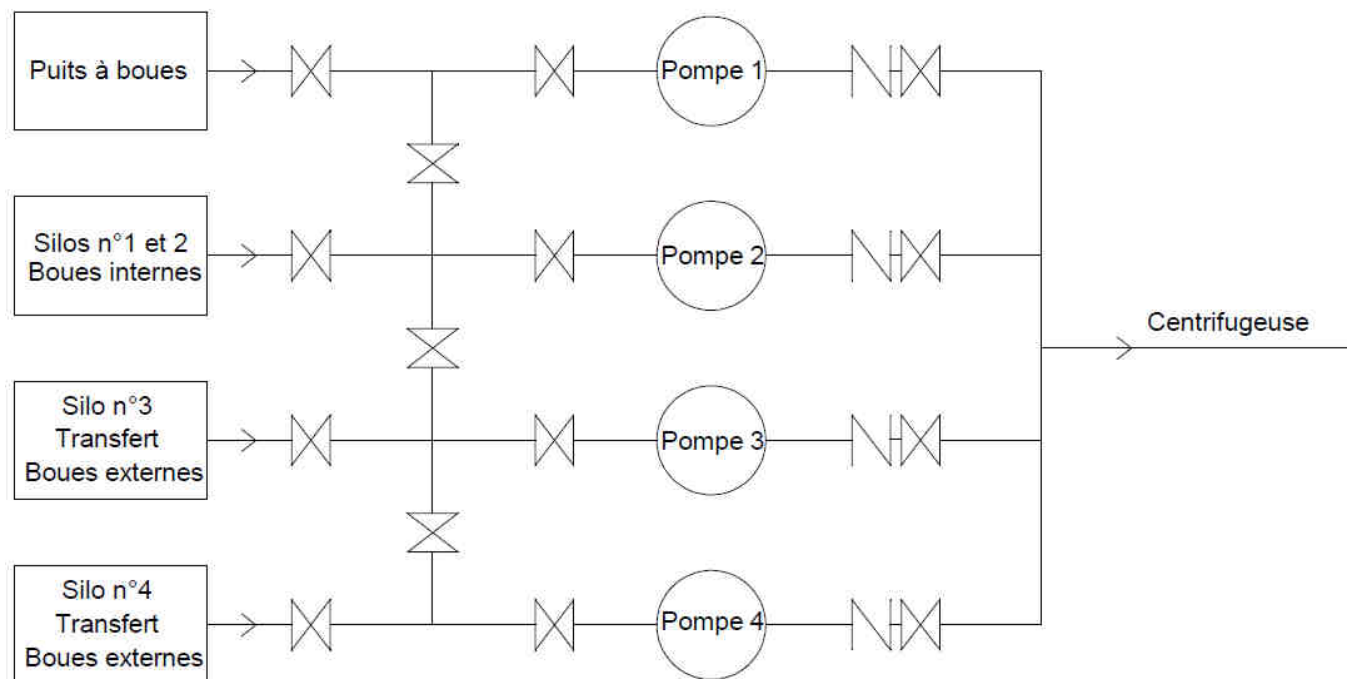 Puits à boues
Pompe 1
Silos n°1 et 2
Boues internes
Pompe 2
Centrifugeuse
Silo n°3
Transfert
Boues externes
Pompe 3
Silo n°4
Transfert
Boues externes
Pompe 4